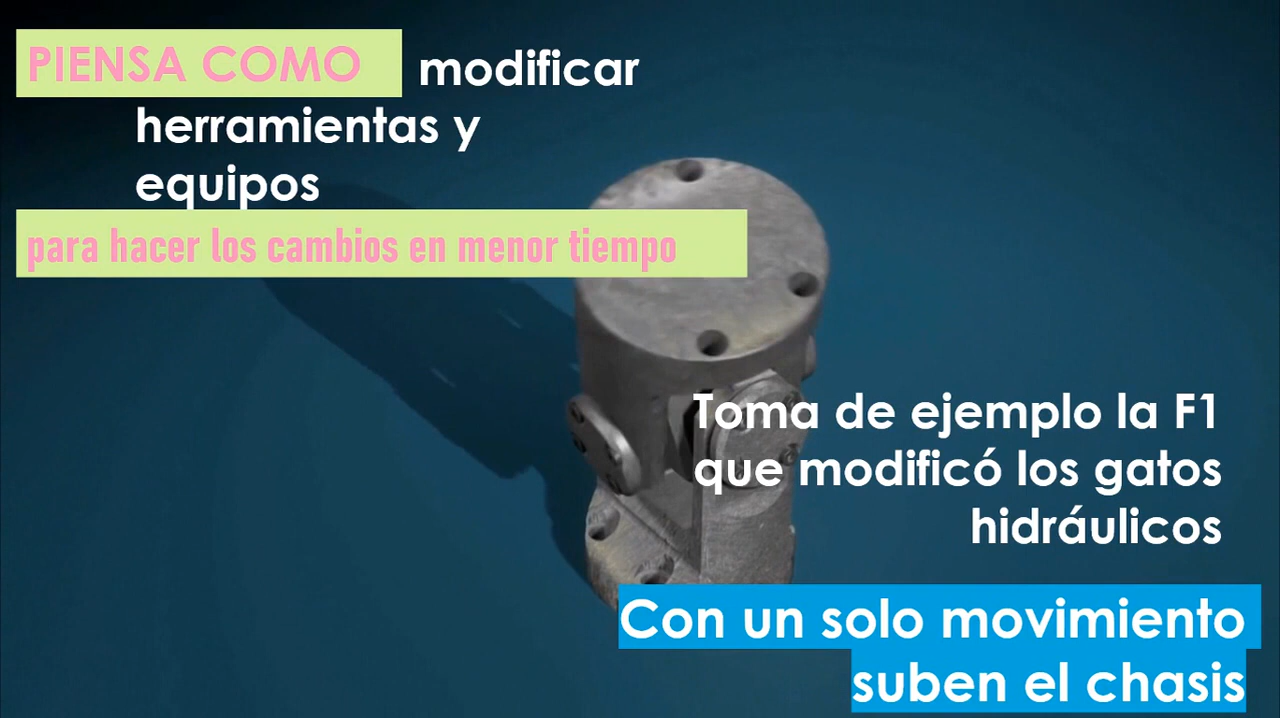 PIENSA COMO modificar
herramientas y
equipos
para hacer los cambios en menor tiempo
Toma de ejemplo la F1
que modificó los gatos
hidráulicos
Con un solo movimiento
suben el chasis